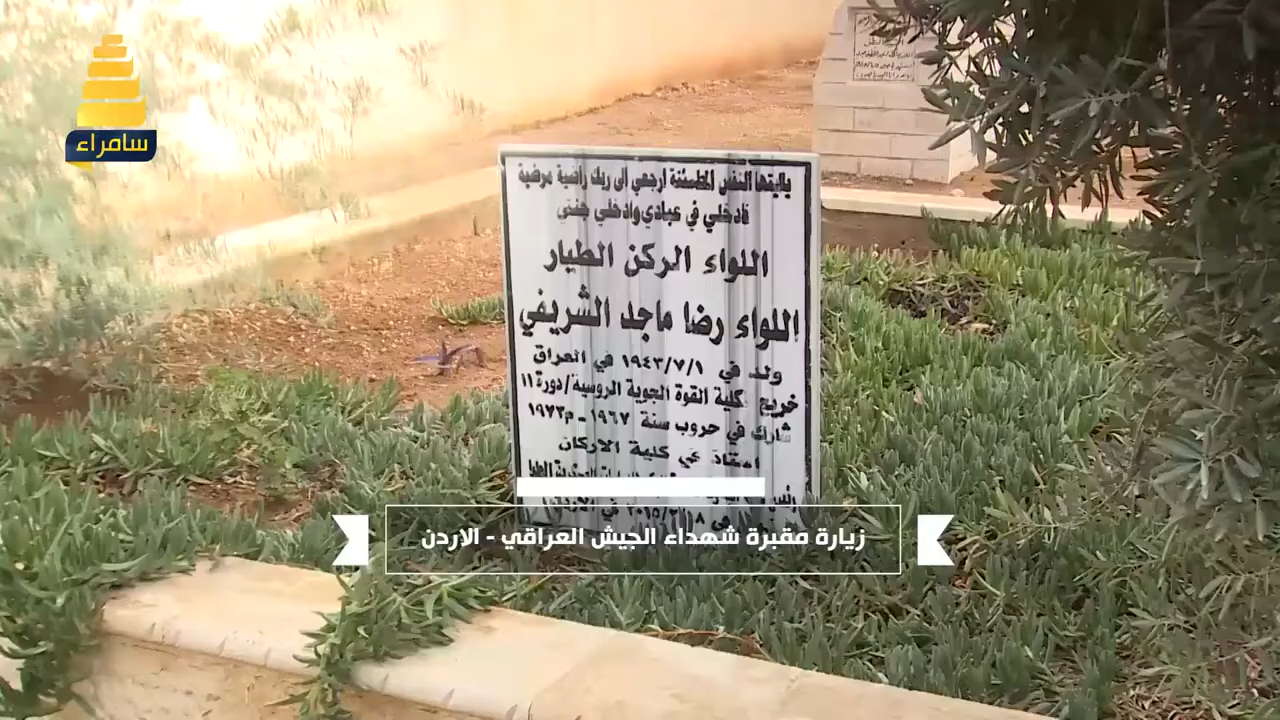 سامراء
ياأيتها النفس المطمئنة ارجعي الى ربك راضية مرضية
فادخلي في عبادي وادخلي جنتي
اللواء الركن الطيار
اللواء رضا ماجد الشريفي
ولد في ١٩٤٣/٧/١ في العراق
خريج كلية القوة الجوية الروسية/دورة ١١
شارك في حروب سنة ١٩٦٧ - ١٩٧٣م
استاذ في كلية الاركان
زيارة مقبرة شهداء الجيش العراقي - الاردن